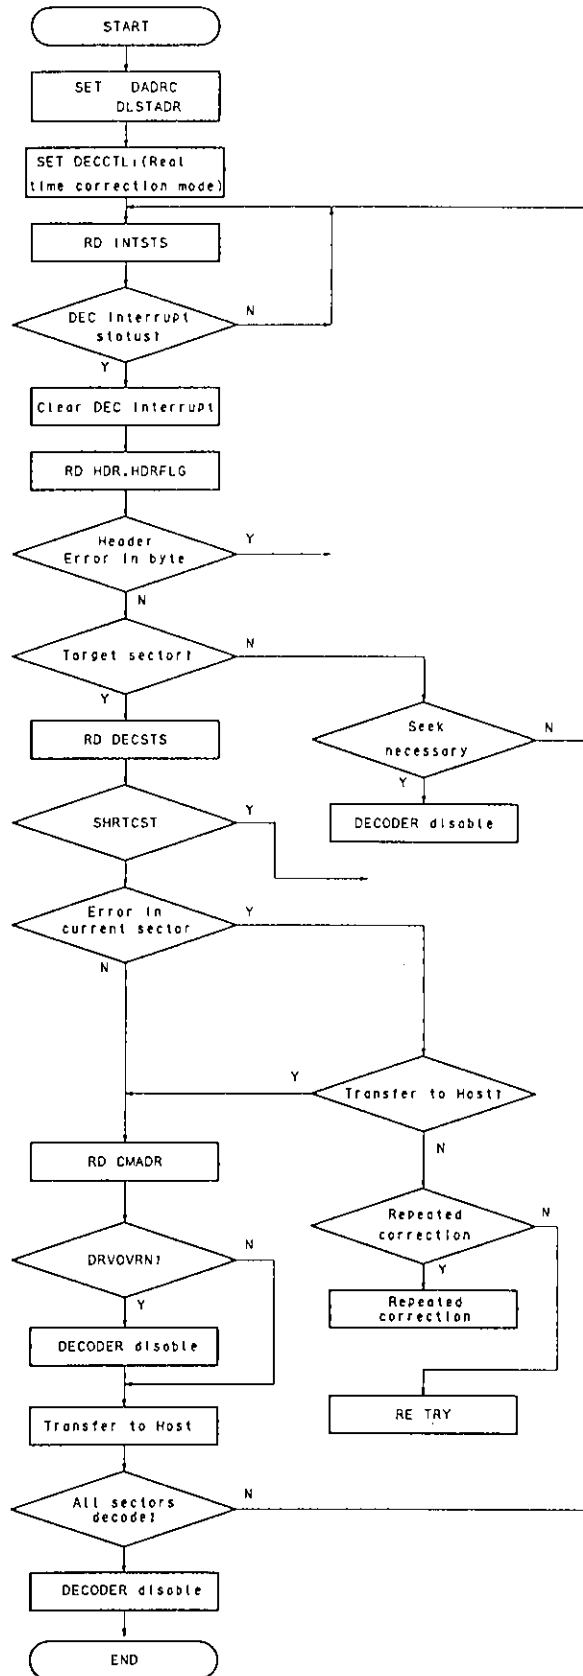 START
SET DADRC
DLSTADR
SET DECCTL:(Real
time correction mode)
RD INTSTS
DEC Interrupt
status?
N
Y
Clear DEC Interrupt
RD HDR.HDRFLG
Header
Error in byte
Y
N
Target sector?
N
Y
RD DECSTS
Seek
necessary
N
Y
DECODER disable
SHRTCST
Y
Error in
current sector
Y
N
Transfer to Host?
Y
N
RD CMADR
Repeated
correction
N
Y
Repeated
correction
DRVOVRN?
N
Y
DECODER disable
RE TRY
Transfer to Host
All sectors
decode?
N
Y
DECODER disable
END